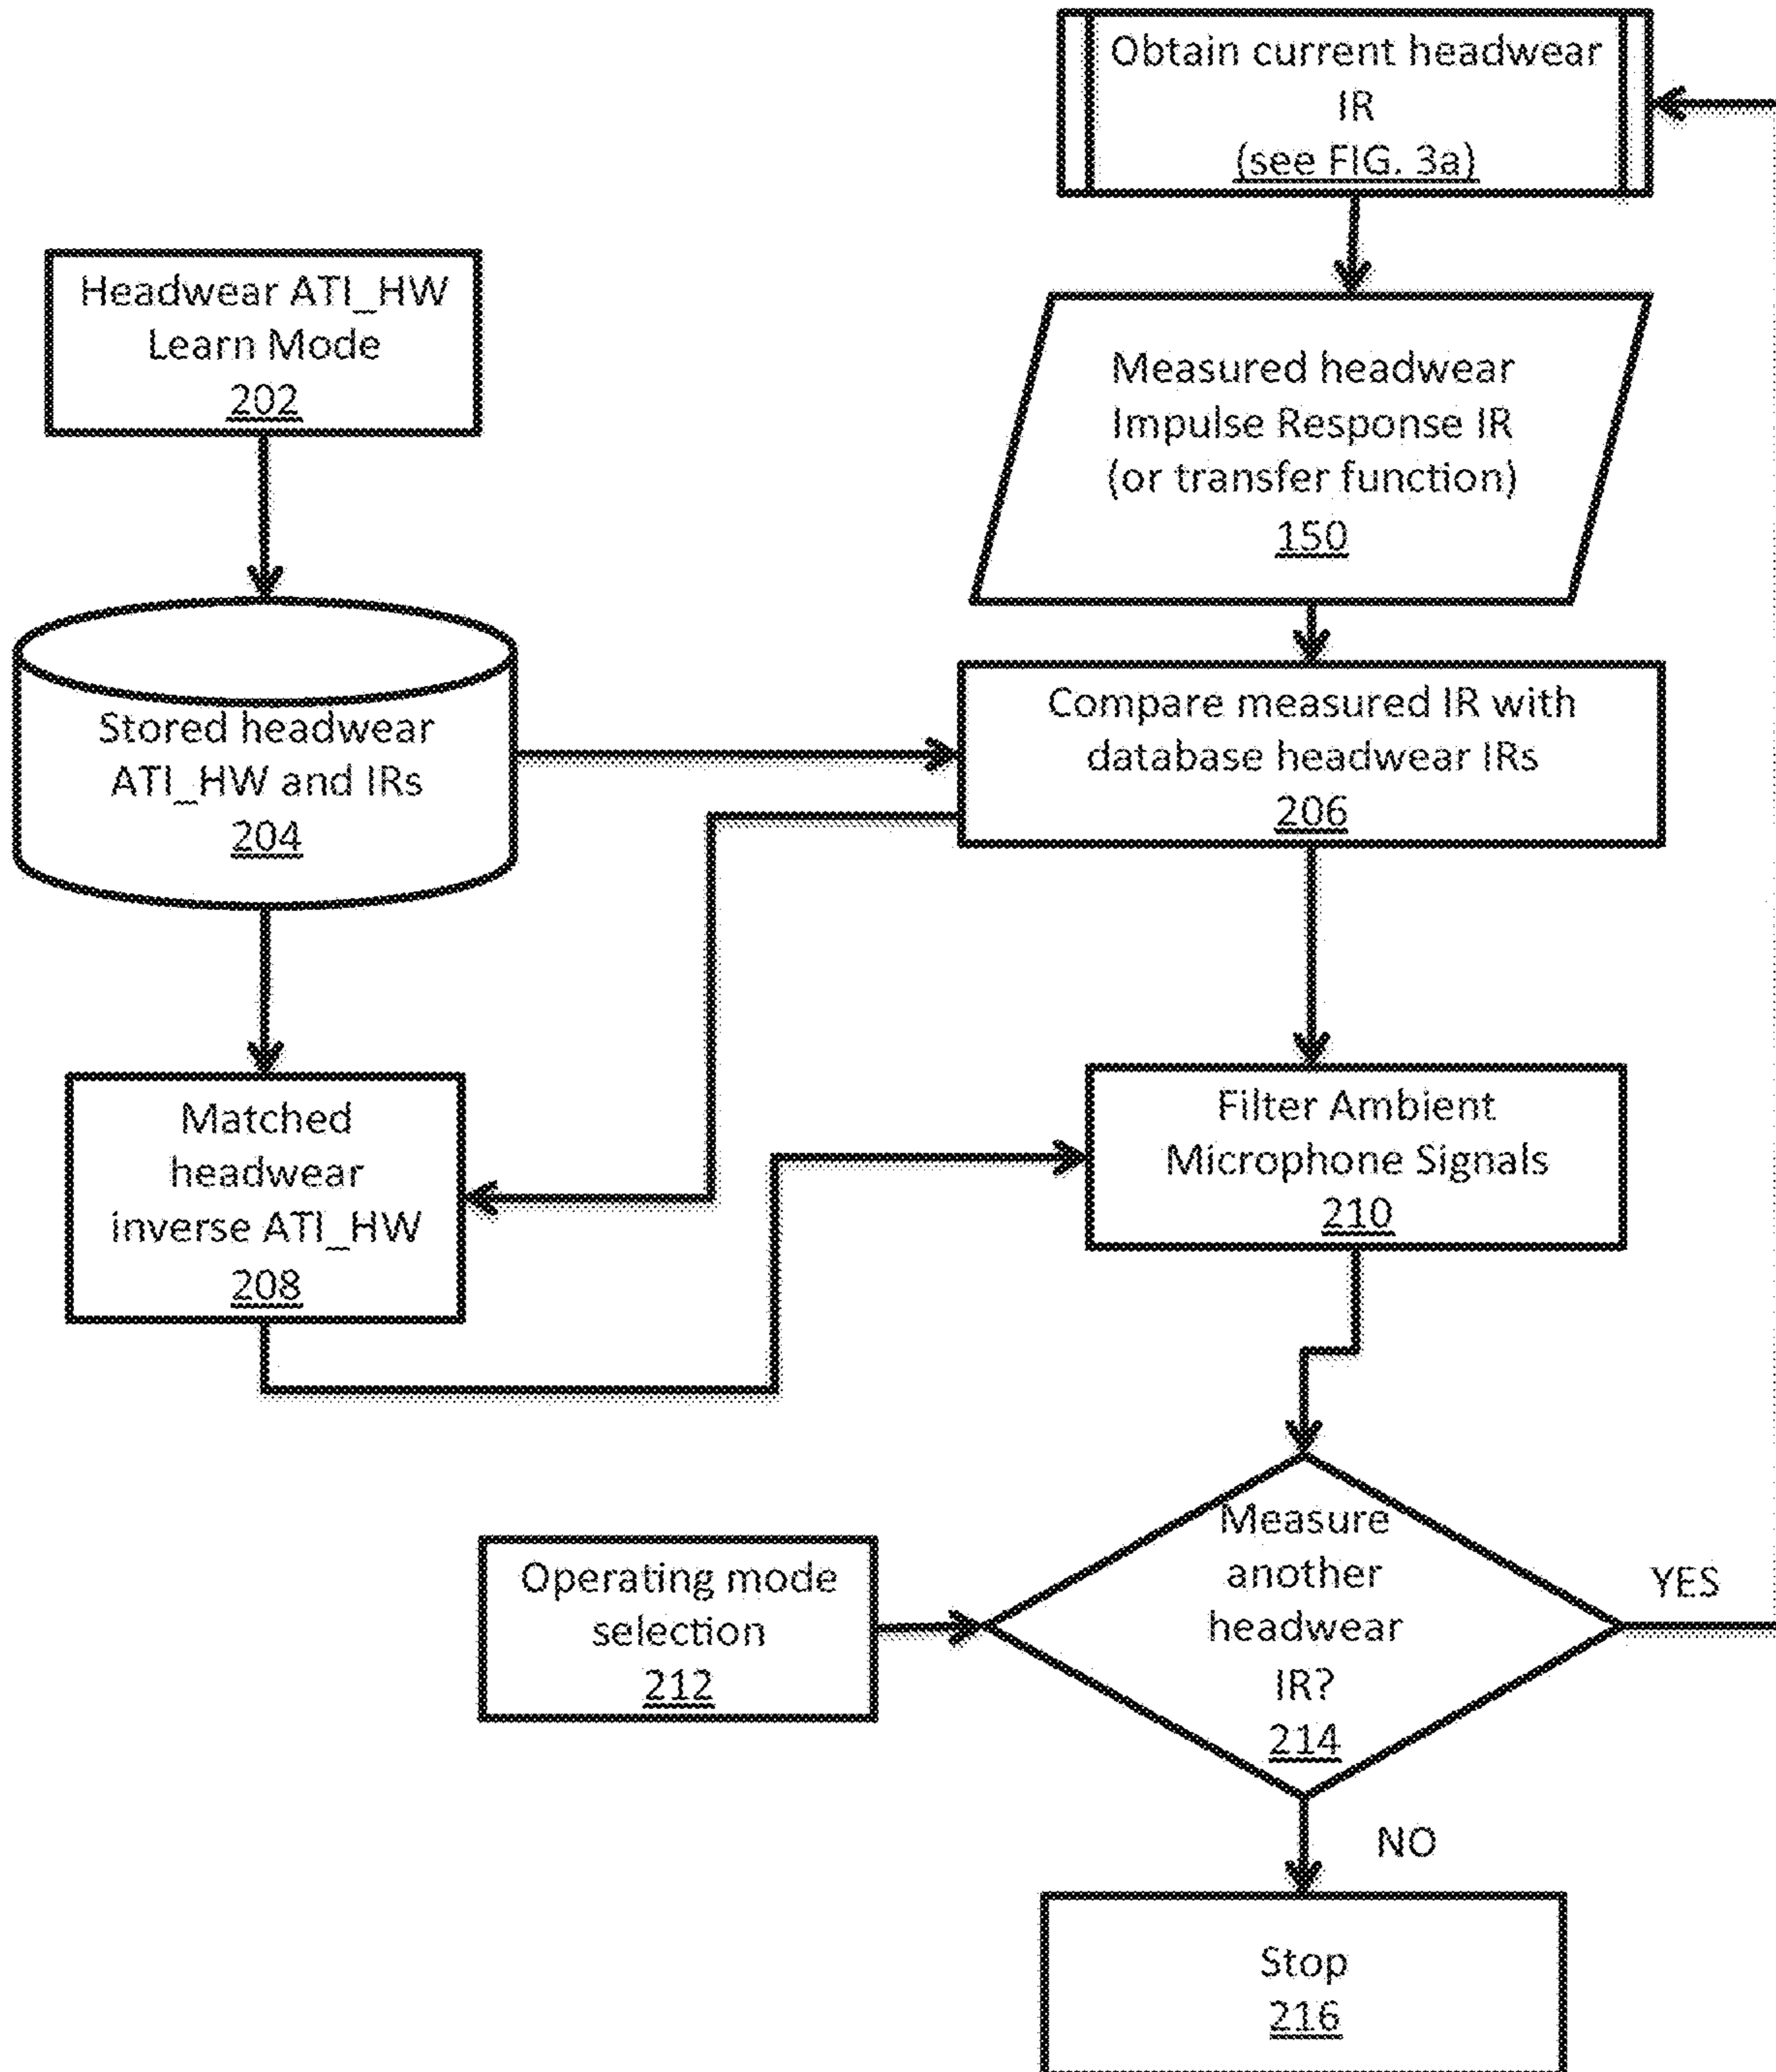 Obtain current headwear
IR
(see FIG. 3a)
Headwear ATI_HW
Learn Mode
202
Measured headwear
Impulse Response IR
(or transfer function)
150
Stored headwear
ATI_HW and IRs
204
Compare measured IR with
database headwear IRs
206
Matched
headwear
inverse ATI_HW
208
Filter Ambient
Microphone Signals
210
Operating mode
selection
212
Measure
another
headwear
IR?
214
YES
NO
Stop
216